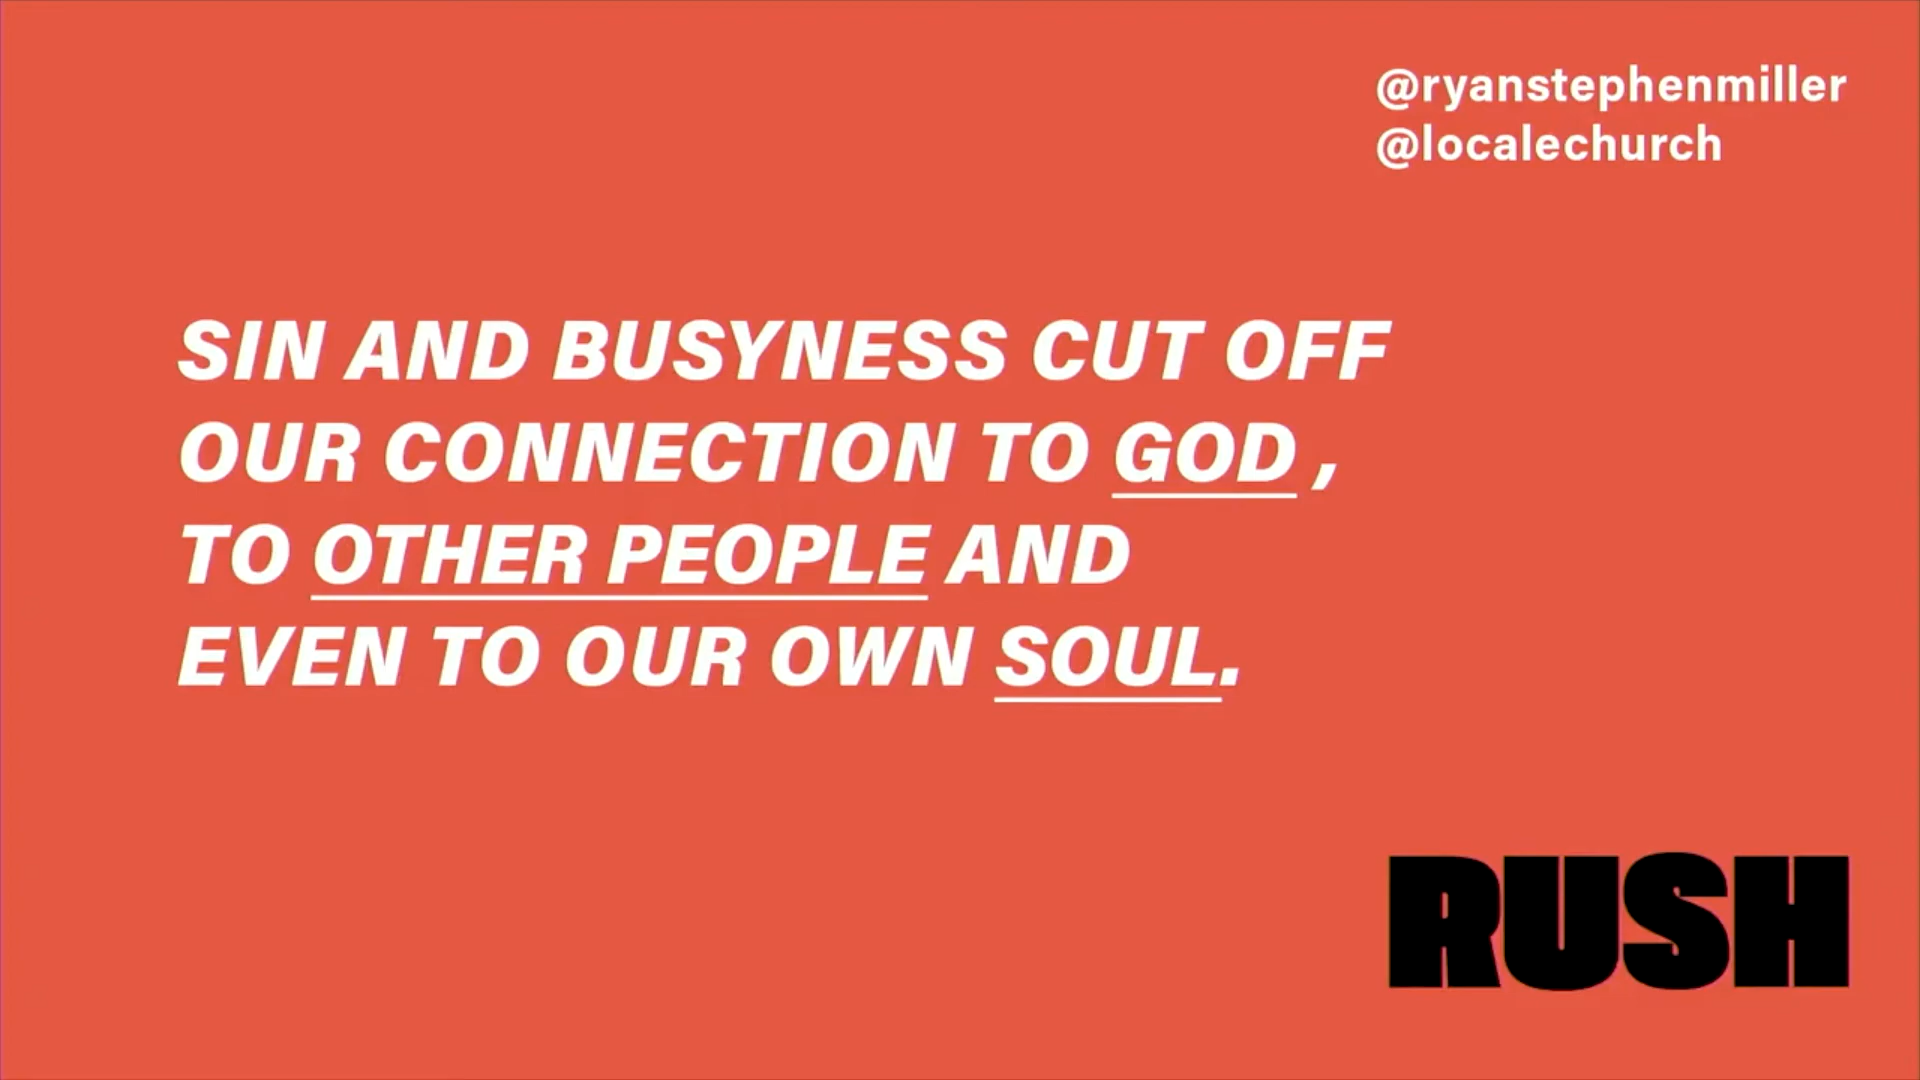 @ryanstephenmiller
@localechurch
SIN AND BUSYNESS CUT OFF
OUR CONNECTION TO GOD ,
TO OTHER PEOPLE AND
EVEN TO OUR OWN SOUL.
RUSH